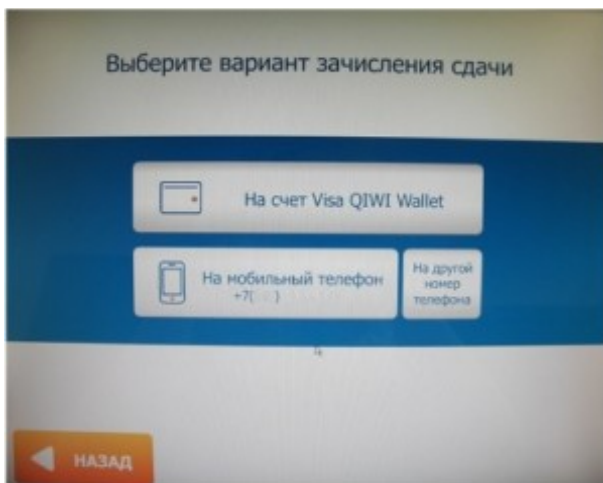 Выберите вариант зачисления сдачи
На счет Visa QIWI Wallet
На мобильный телефон
+7( )
На другой
номер
телефона
НАЗАД